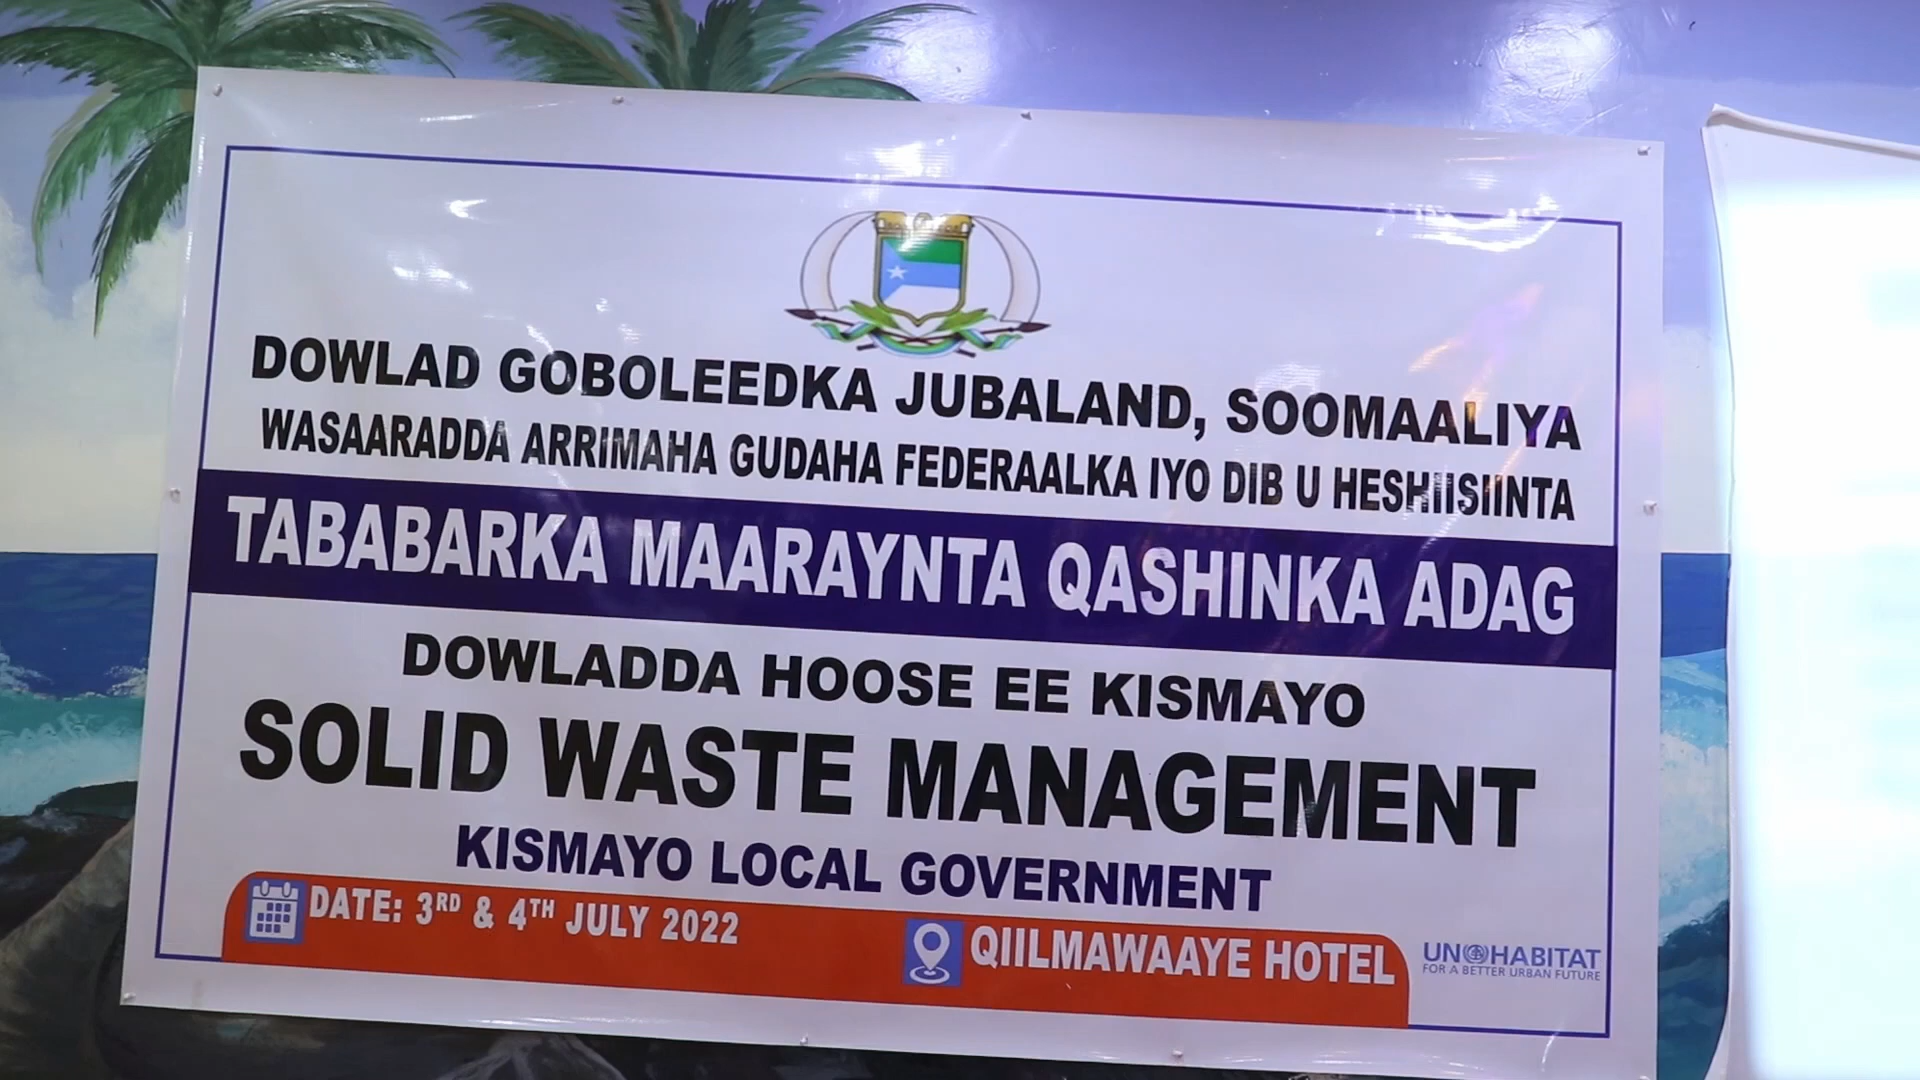 DOWLAD GOBOLEEDKA JUBALAND, SOOMAALIYA
WASAARADDA ARRIMAHA GUDAHA FEDERAALKA IYO DIB U HESHIISIINTA
TABABARKA MAARAYNTA QASHINKA ADAG
DOWLADDA HOOSE EE KISMAYO
SOLID WASTE MANAGEMENT
KISMAYO LOCAL GOVERNMENT
DATE: 3RD & 4TH JULY 2022
QIILMAWAAYE HOTEL
UN HABITAT
FOR A BETTER URBAN FUTURE